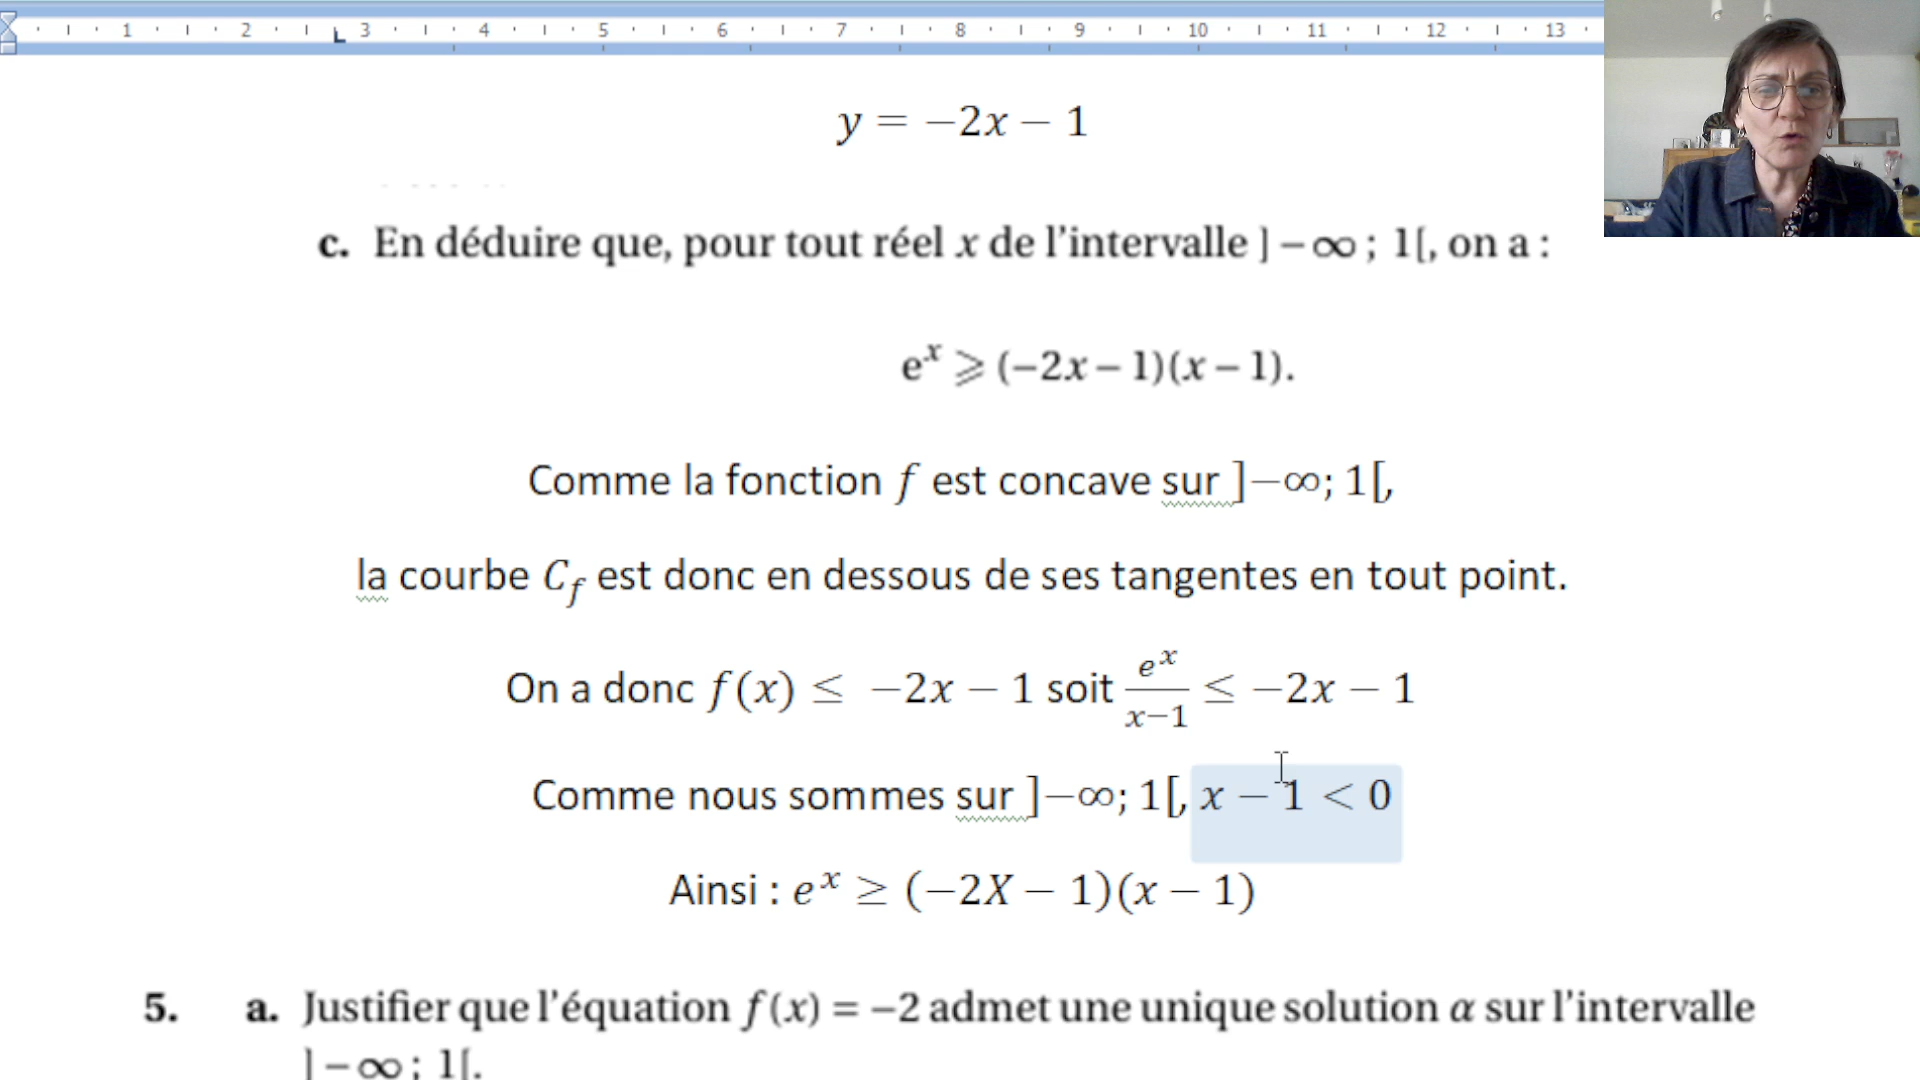 1 2 3 4 5 6 7 8 9 10 11 12 13
y = −2x − 1
c. En déduire que, pour tout réel x de l'intervalle ] − ∞ ; 1[, on a :
eˣ ⩾ (−2x − 1)(x − 1).
Comme la fonction f est concave sur ]−∞; 1[,
la courbe C_f est donc en dessous de ses tangentes en tout point.
On a donc f(x) ≤ −2x − 1 soit eˣ/(x−1) ≤ −2x − 1
Comme nous sommes sur ]−∞; 1[, x − 1 < 0
Ainsi : eˣ ≥ (−2X − 1)(x − 1)
5. a. Justifier que l'équation f(x) = −2 admet une unique solution α sur l'intervalle
] − ∞ ; 1[.